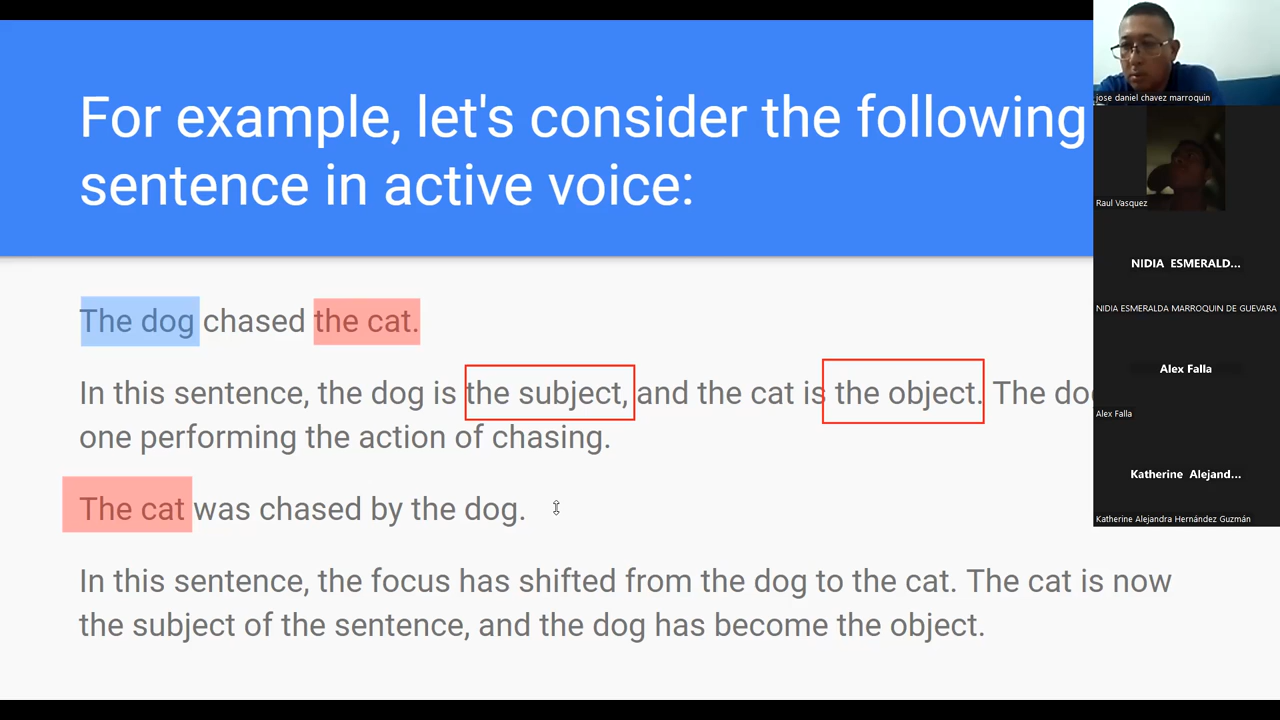 For example, let's consider the following
sentence in active voice:
The dog chased the cat.
In this sentence, the dog is the subject, and the cat is the object. The dog
one performing the action of chasing.
The cat was chased by the dog.
In this sentence, the focus has shifted from the dog to the cat. The cat is now
the subject of the sentence, and the dog has become the object.
jose daniel chavez marroquin
Raul Vasquez
NIDIA ESMERALD...
NIDIA ESMERALDA MARROQUIN DE GUEVARA
Alex Falla
Alex Falla
Katherine Alejand...
Katherine Alejandra Hernández Guzmán